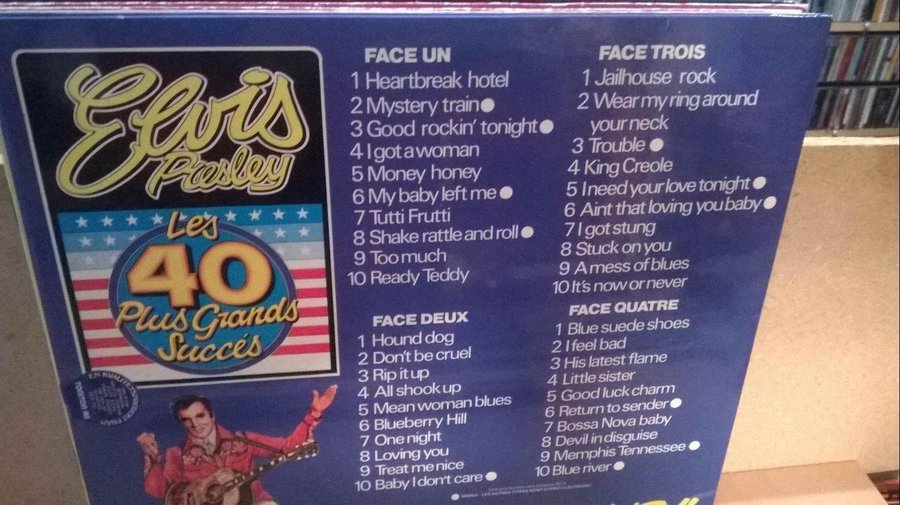 Elvis
Presley
Les
40
Plus Grands
Succés
FACE UN
1 Heartbreak hotel
2 Mystery train
3 Good rockin' tonight
4 I got a woman
5 Money honey
6 My baby left me
7 Tutti Frutti
8 Shake rattle and roll
9 Too much
10 Ready Teddy
FACE DEUX
1 Hound dog
2 Don't be cruel
3 Rip it up
4 All shook up
5 Mean woman blues
6 Blueberry Hill
7 One night
8 Loving you
9 Treat me nice
10 Baby I don't care
FACE TROIS
1 Jailhouse rock
2 Wear my ring around
your neck
3 Trouble
4 King Creole
5 I need your love tonight
6 Aint that loving you baby
7 I got stung
8 Stuck on you
9 A mess of blues
10 It's now or never
FACE QUATRE
1 Blue suede shoes
2 I feel bad
3 His latest flame
4 Little sister
5 Good luck charm
6 Return to sender
7 Bossa Nova baby
8 Devil in disguise
9 Memphis Tennessee
10 Blue river
MONO - LES AUTRES TITRES SONT STEREO ELECTRONIC